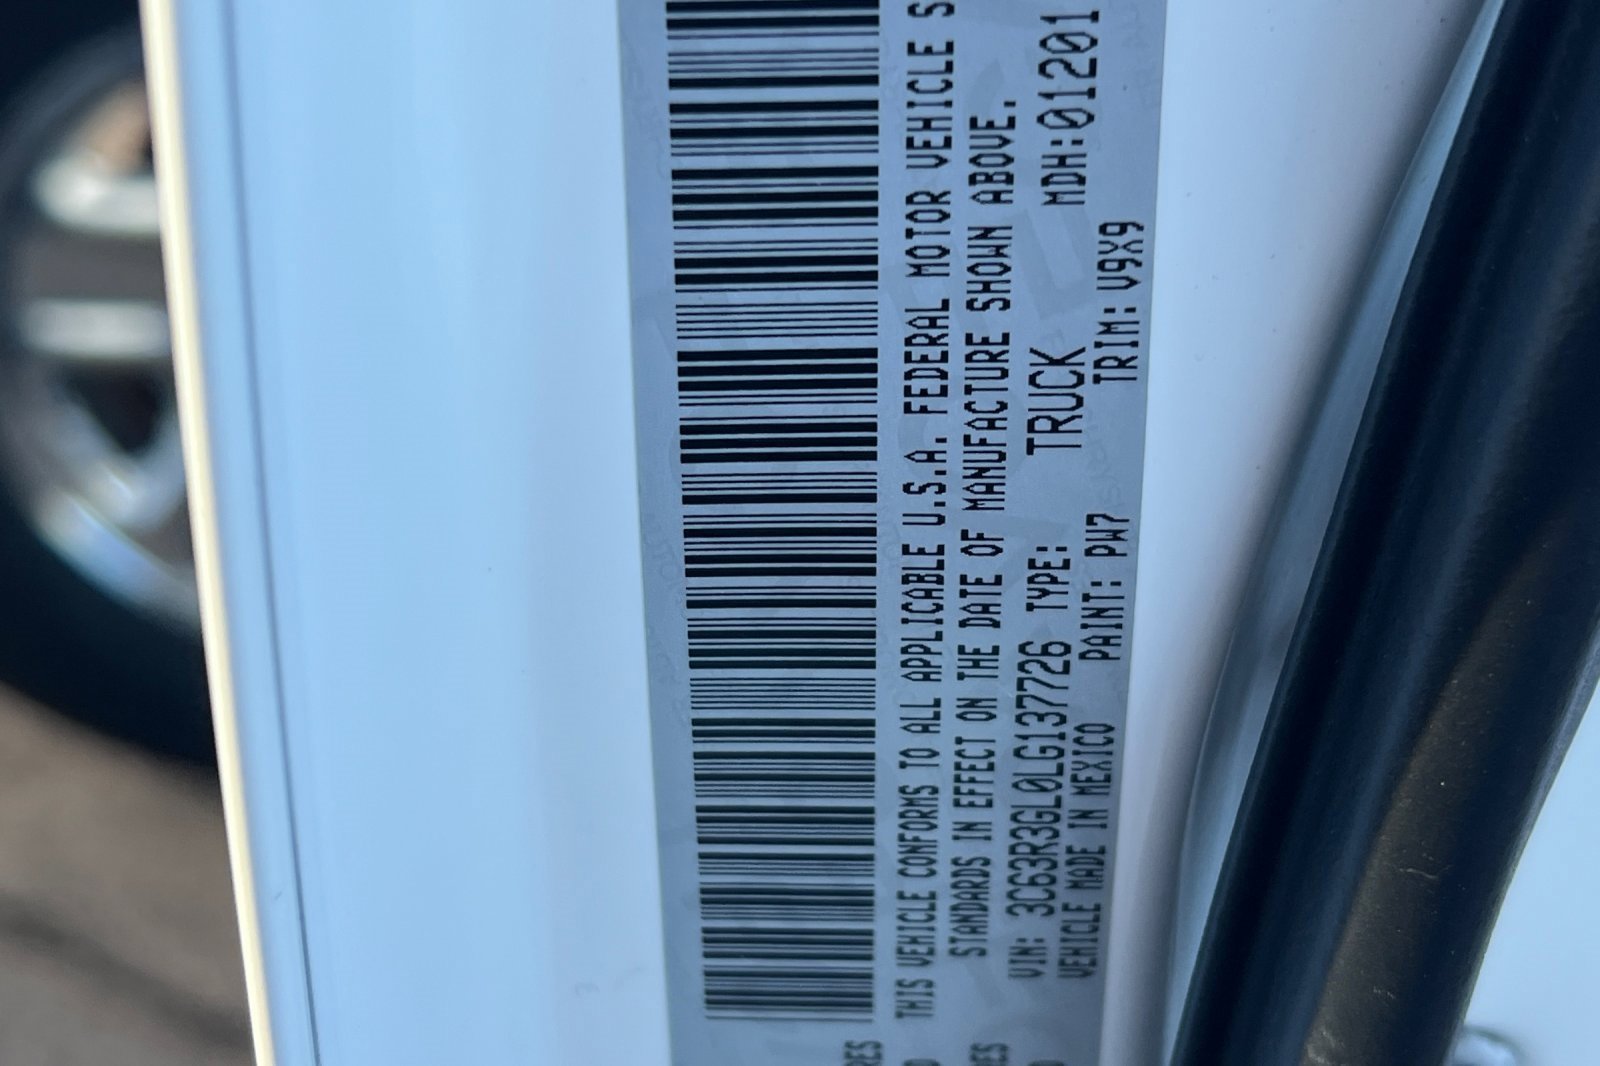 THIS VEHICLE CONFORMS TO ALL APPLICABLE U.S.A. FEDERAL MOTOR VEHICLE S
STANDARDS IN EFFECT ON THE DATE OF MANUFACTURE SHOWN ABOVE.
VIN: 3C63R3GL0LG137726 TYPE: TRUCK MDH:01201
VEHICLE MADE IN MEXICO PAINT: PW7 TRIM: V9X9